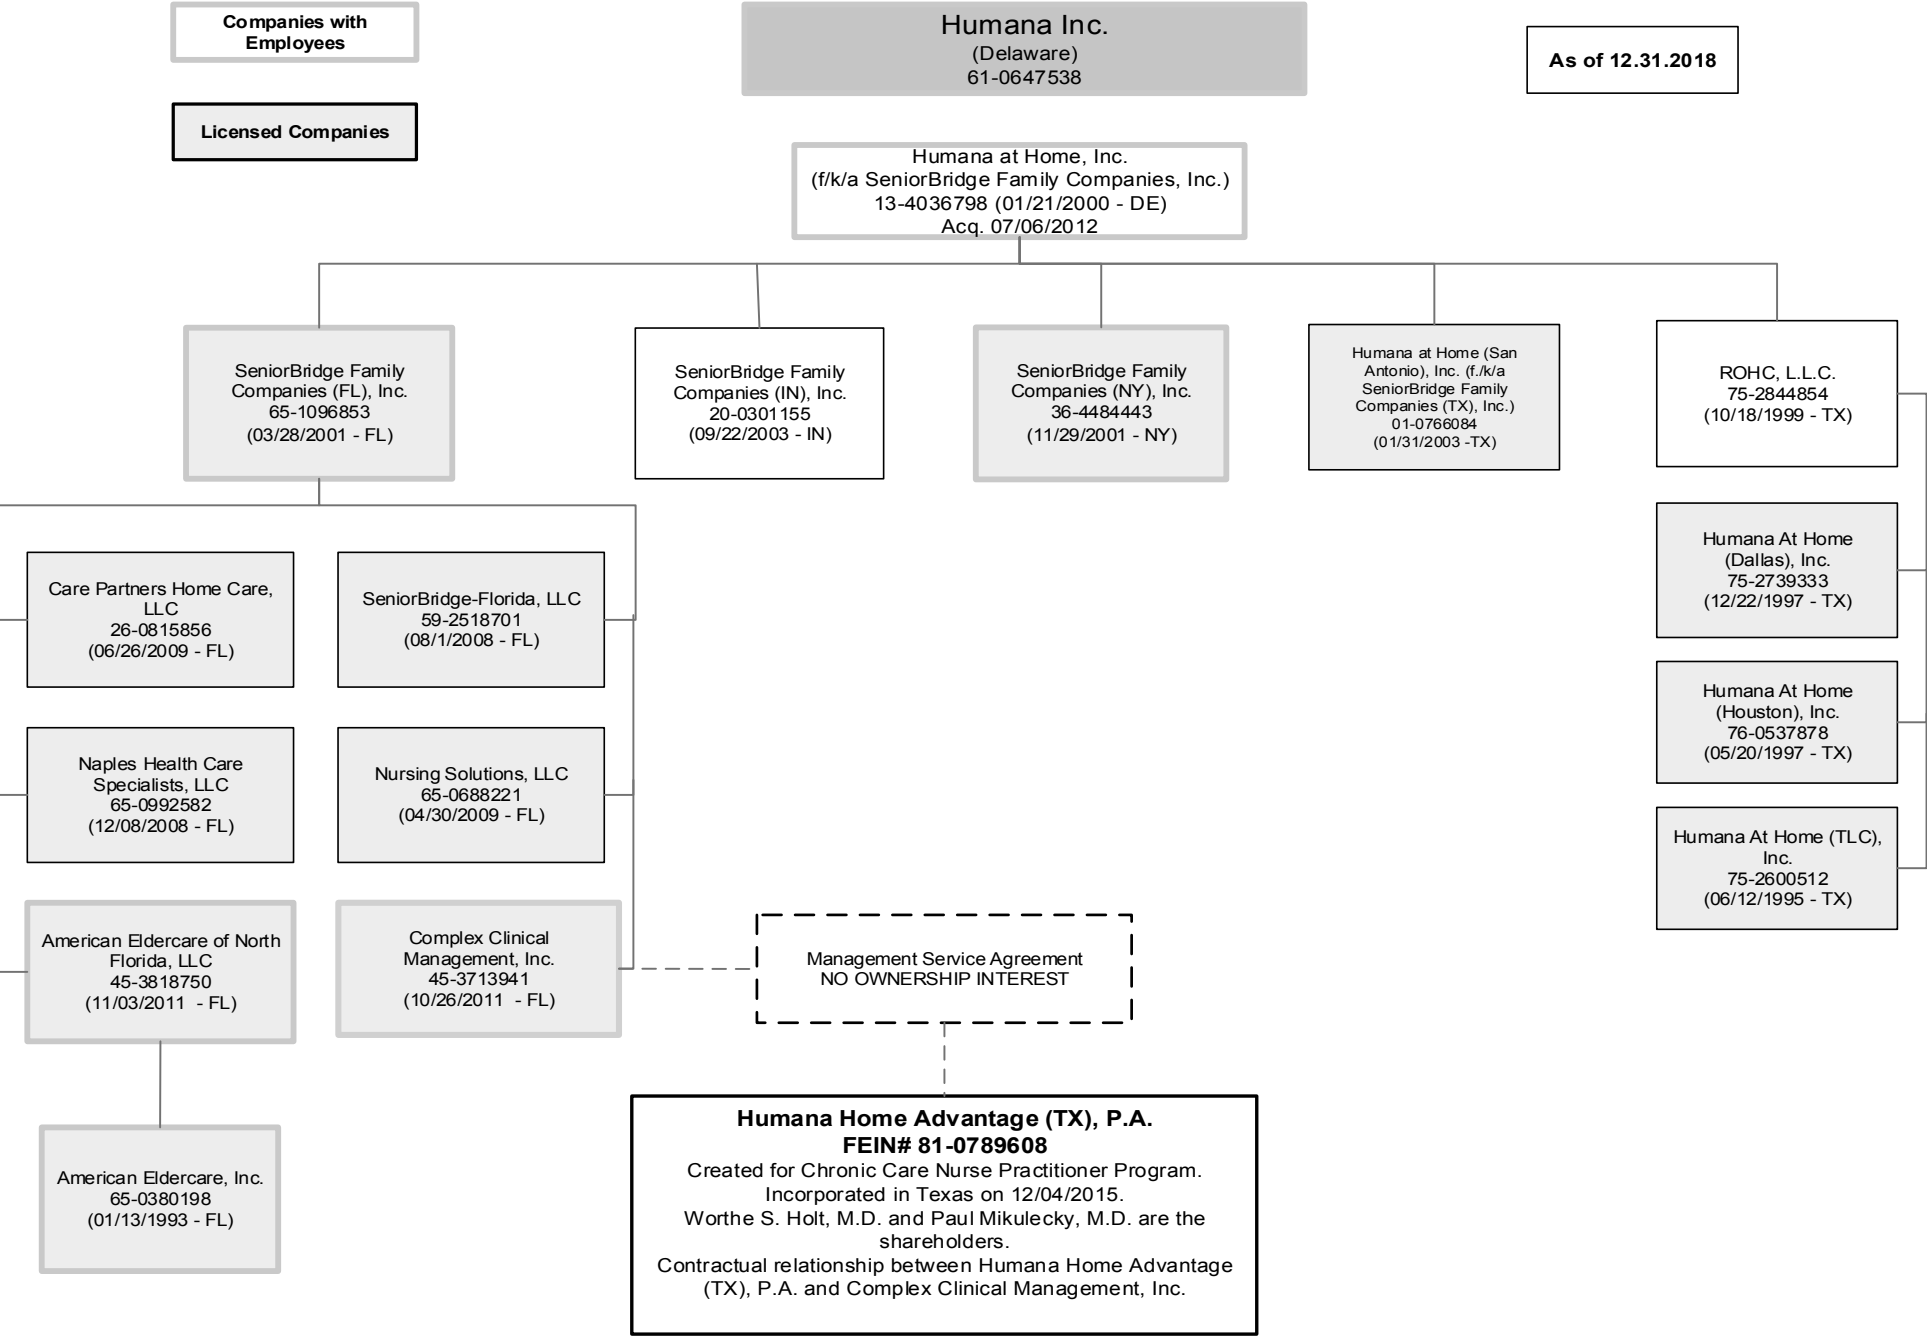 Companies with
Employees
Humana Inc.
(Delaware)
61-0647538
As of 12.31.2018
Licensed Companies
Humana at Home, Inc.
(f/k/a SeniorBridge Family Companies, Inc.)
13-4036798 (01/21/2000 - DE)
Acq. 07/06/2012
SeniorBridge Family
Companies (FL), Inc.
65-1096853
(03/28/2001 - FL)
SeniorBridge Family
Companies (IN), Inc.
20-0301155
(09/22/2003 - IN)
SeniorBridge Family
Companies (NY), Inc.
36-4484443
(11/29/2001 - NY)
Humana at Home (San
Antonio), Inc. (f./k/a
SeniorBridge Family
Companies (TX), Inc.)
01-0766084
(01/31/2003 -TX)
ROHC, L.L.C.
75-2844854
(10/18/1999 - TX)
Care Partners Home Care,
LLC
26-0815856
(06/26/2009 - FL)
SeniorBridge-Florida, LLC
59-2518701
(08/1/2008 - FL)
Humana At Home
(Dallas), Inc.
75-2739333
(12/22/1997 - TX)
Naples Health Care
Specialists, LLC
65-0992582
(12/08/2008 - FL)
Nursing Solutions, LLC
65-0688221
(04/30/2009 - FL)
Humana At Home
(Houston), Inc.
76-0537878
(05/20/1997 - TX)
Humana At Home (TLC),
Inc.
75-2600512
(06/12/1995 - TX)
American Eldercare of North
Florida, LLC
45-3818750
(11/03/2011  - FL)
Complex Clinical
Management, Inc.
45-3713941
(10/26/2011  - FL)
Management Service Agreement
NO OWNERSHIP INTEREST
American Eldercare, Inc.
65-0380198
(01/13/1993 - FL)
Humana Home Advantage (TX), P.A.
FEIN# 81-0789608
Created for Chronic Care Nurse Practitioner Program.
Incorporated in Texas on 12/04/2015.
Worthe S. Holt, M.D. and Paul Mikulecky, M.D. are the
shareholders.
Contractual relationship between Humana Home Advantage
(TX), P.A. and Complex Clinical Management, Inc.